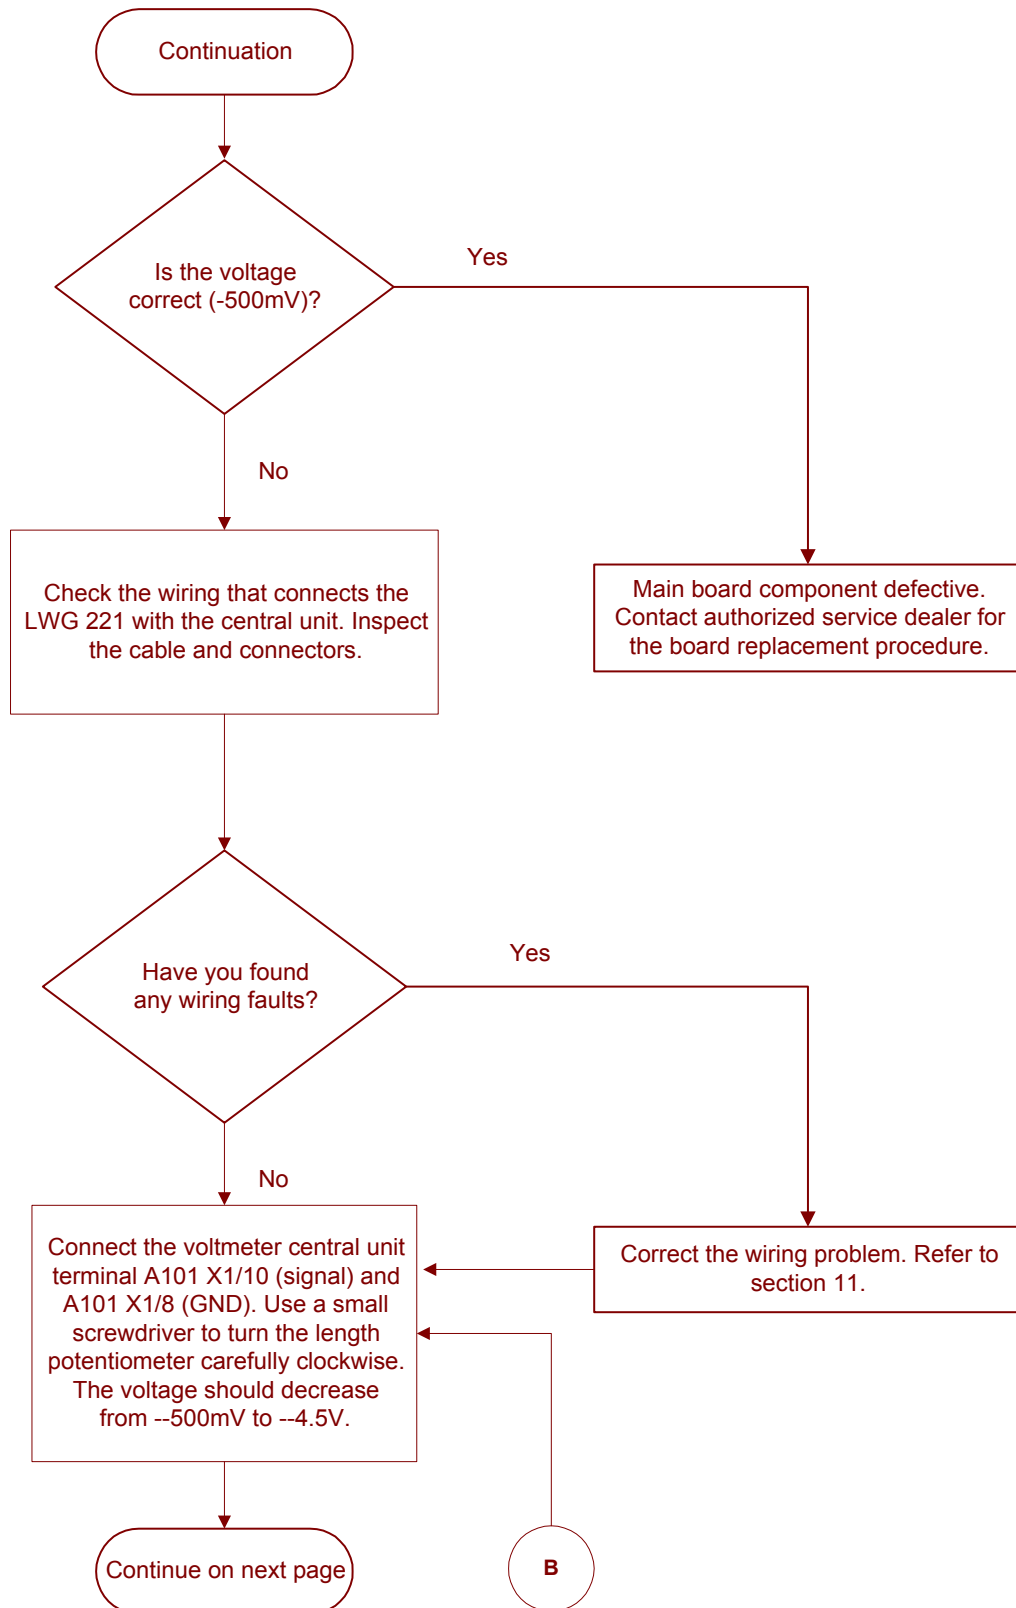 Continuation
Is the voltage
correct (-500mV)?
Yes
No
Check the wiring that connects the
LWG 221 with the central unit. Inspect
the cable and connectors.
Main board component defective.
Contact authorized service dealer for
the board replacement procedure.
Have you found
any wiring faults?
Yes
No
Connect the voltmeter central unit
terminal A101 X1/10 (signal) and
A101 X1/8 (GND). Use a small
screwdriver to turn the length
potentiometer carefully clockwise.
The voltage should decrease
from --500mV to --4.5V.
Correct the wiring problem. Refer to
section 11.
Continue on next page
B